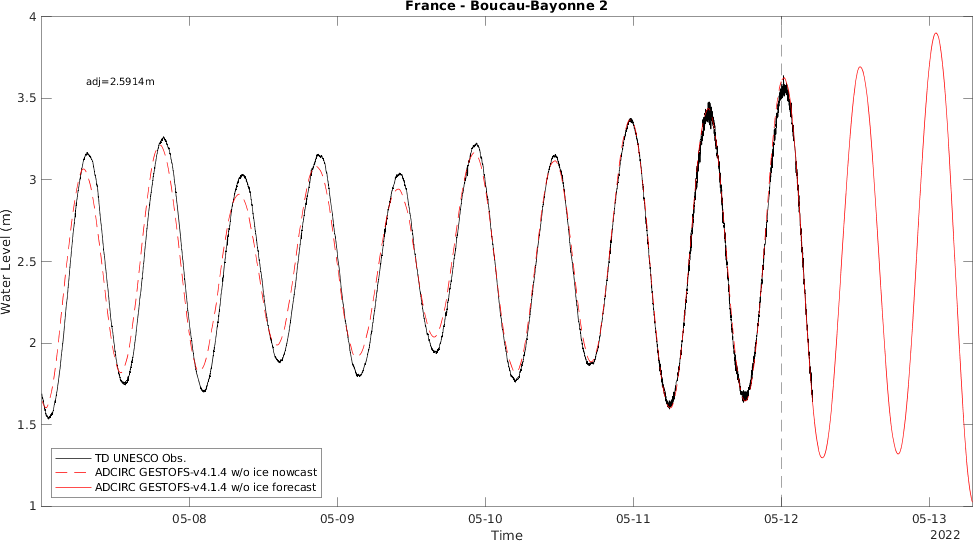 France - Boucau-Bayonne 2
adj=2.5914m
Water Level (m)
4
3.5
3
2.5
2
1.5
1
TD UNESCO Obs.
ADCIRC GESTOFS-v4.1.4 w/o ice nowcast
ADCIRC GESTOFS-v4.1.4 w/o ice forecast
05-08 05-09 05-10 05-11 05-12 05-13
Time
2022